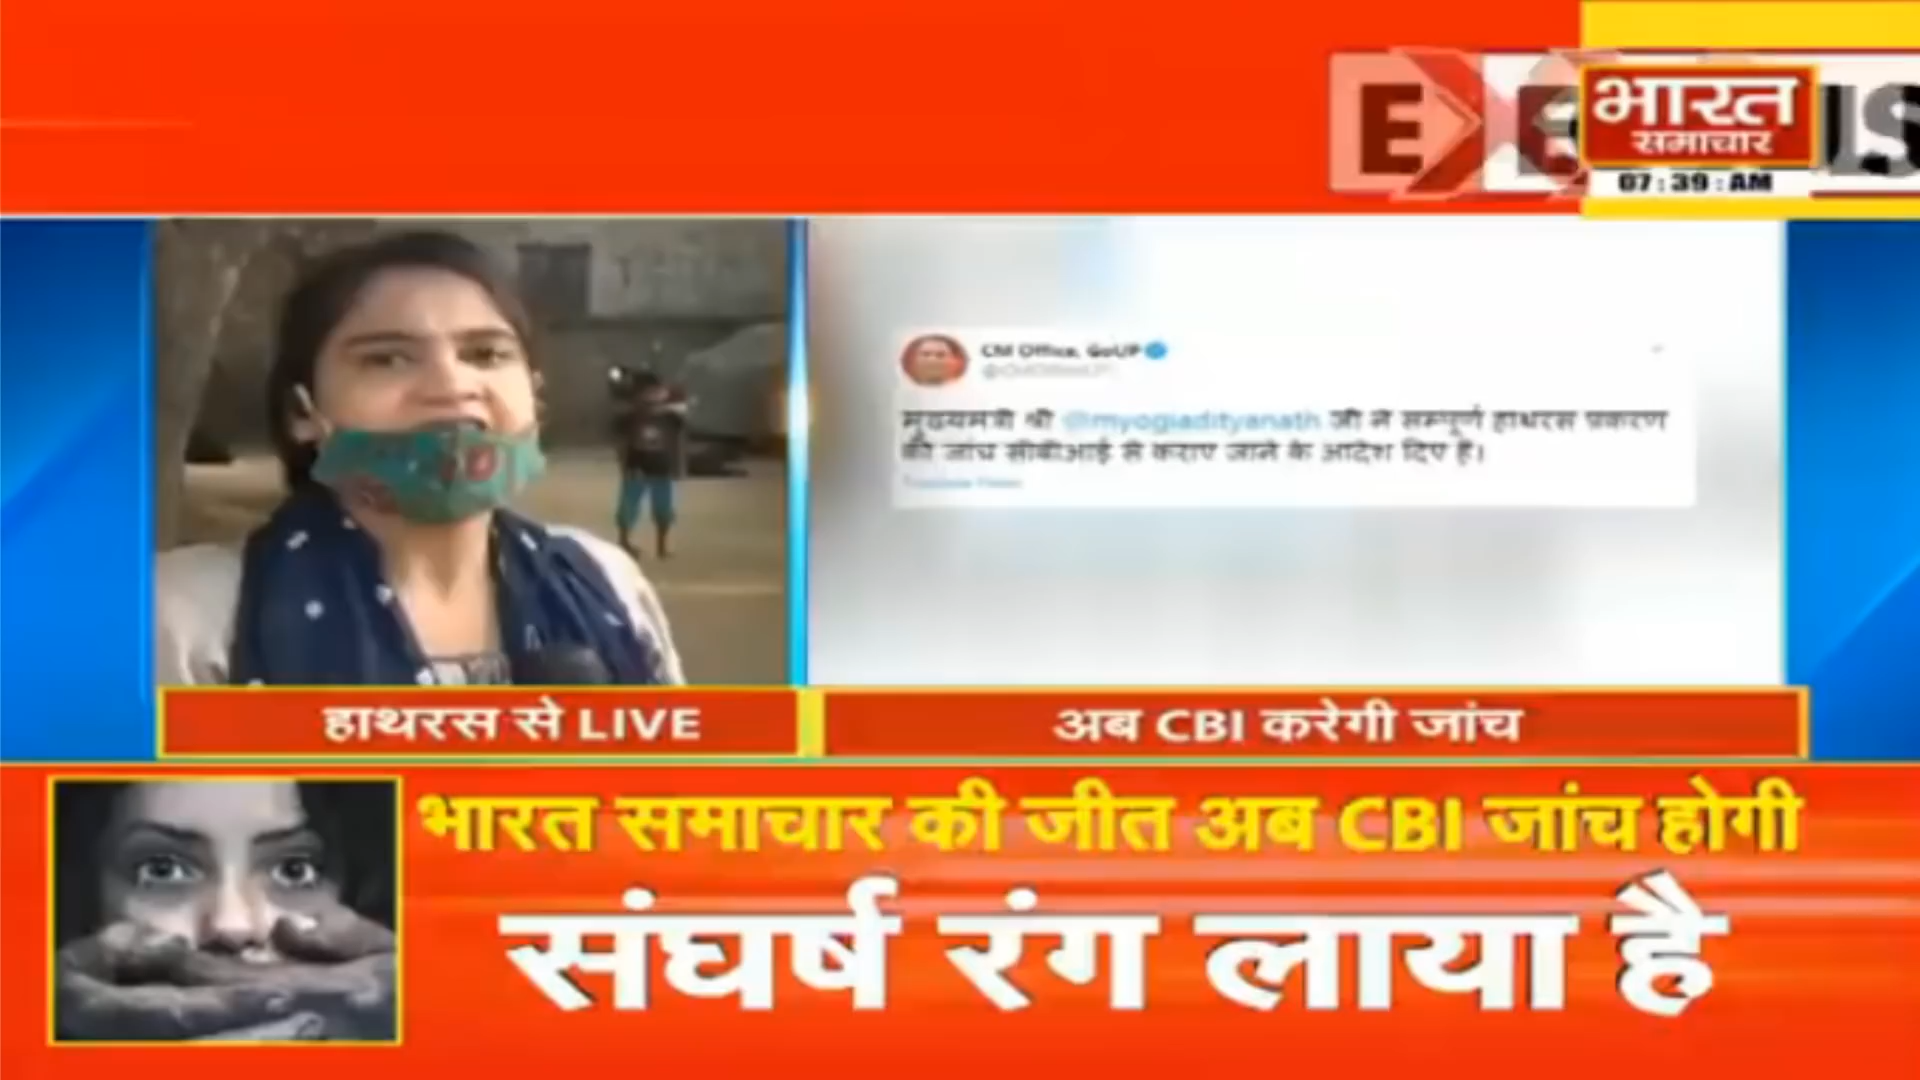 भारत
समाचार
07:39:AM
CM Office, GoUP
मुख्यमंत्री श्री @myogiadityanath जी ने सम्पूर्ण हाथरस प्रकरण
की जांच सीबीआई से कराए जाने के आदेश दिए हैं।
हाथरस से LIVE
अब CBI करेगी जांच
भारत समाचार की जीत अब CBI जांच होगी
संघर्ष रंग लाया है